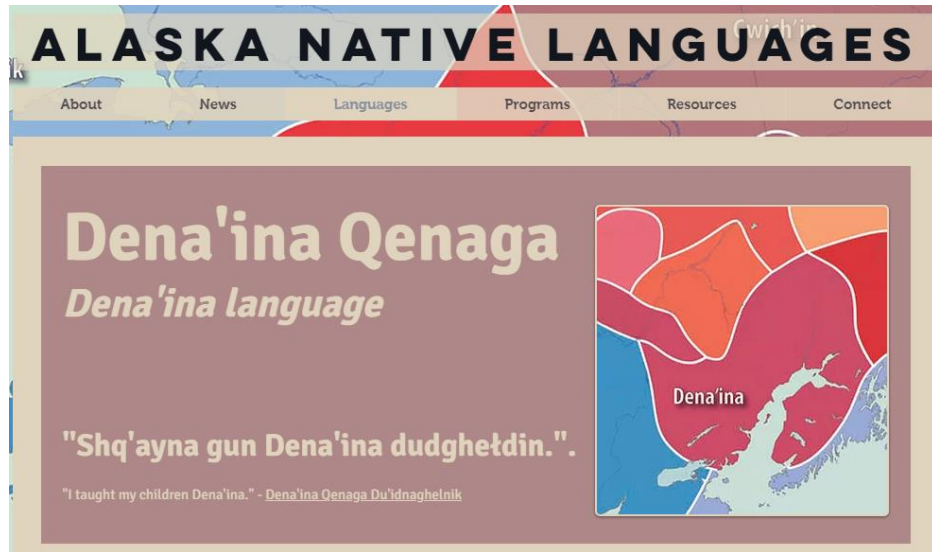 Gwich'in
ALASKA NATIVE LANGUAGES
k
About News Languages Programs Resources Connect
Dena'ina Qenaga
Dena'ina language
Dena'ina
"Shq'ayna gun Dena'ina dudghełdin.".
"I taught my children Dena'ina." - Dena'ina Qenaga Du'idnaghelnik